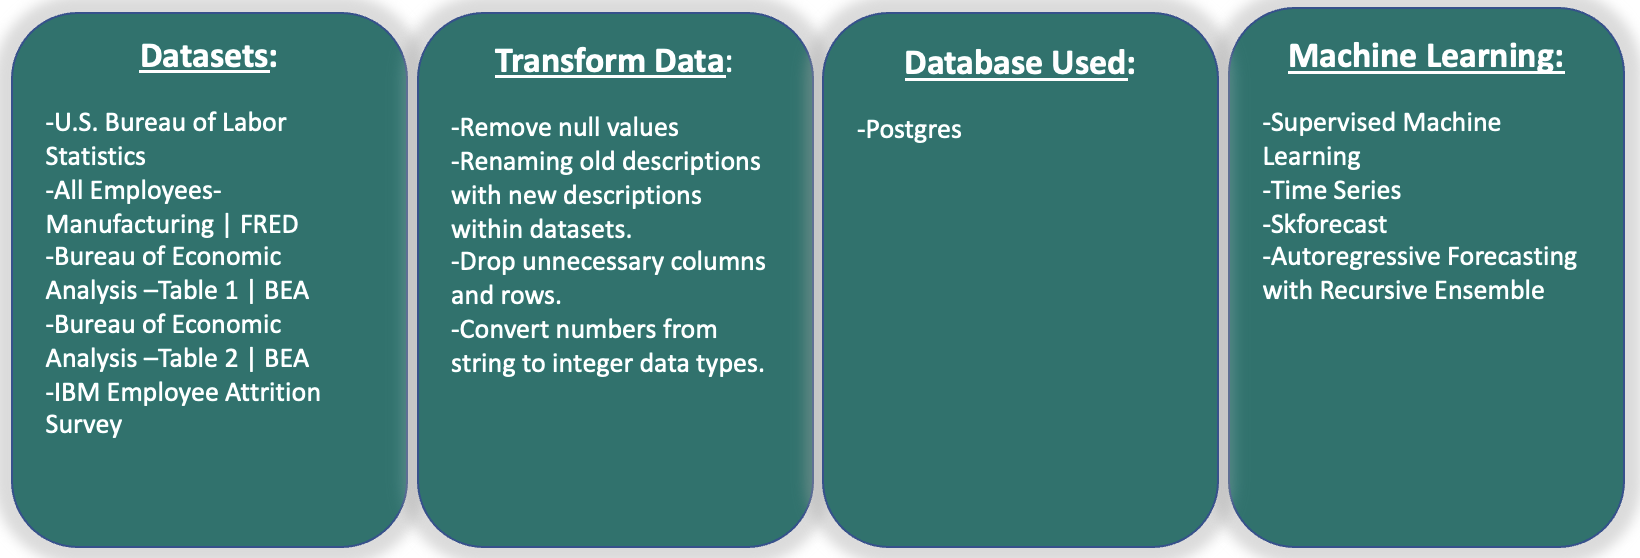 Datasets:
-U.S. Bureau of Labor
Statistics
-All Employees-
Manufacturing | FRED
-Bureau of Economic
Analysis –Table 1 | BEA
-Bureau of Economic
Analysis –Table 2 | BEA
-IBM Employee Attrition
Survey
Transform Data:
-Remove null values
-Renaming old descriptions
with new descriptions
within datasets.
-Drop unnecessary columns
and rows.
-Convert numbers from
string to integer data types.
Database Used:
-Postgres
Machine Learning:
-Supervised Machine
Learning
-Time Series
-Skforecast
-Autoregressive Forecasting
with Recursive Ensemble